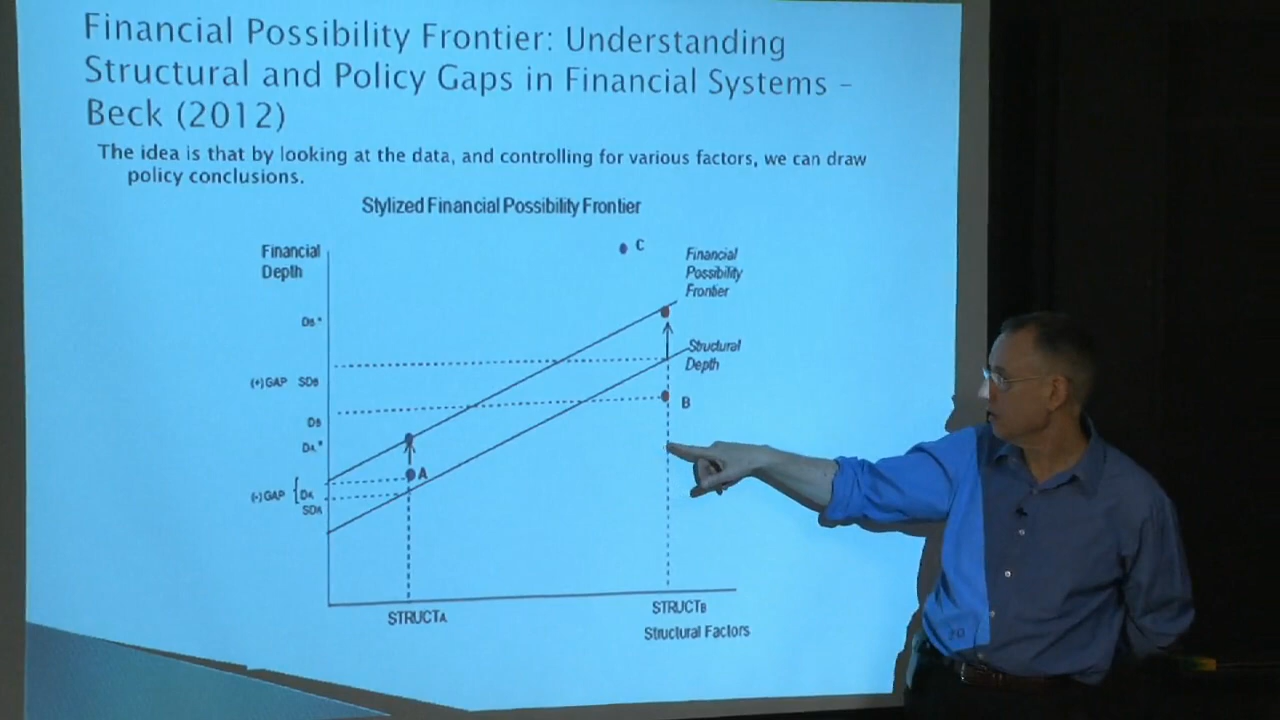 Financial Possibility Frontier: Understanding
Structural and Policy Gaps in Financial Systems –
Beck (2012)
The idea is that by looking at the data, and controlling for various factors, we can draw
policy conclusions.
Stylized Financial Possibility Frontier
Financial
Depth
C
Financial
Possibility
Frontier
DB*
Structural
Depth
(+)GAP SDB
B
DB
DA*
A
(-)GAP DA
SDA
STRUCTA
STRUCTB
Structural Factors
20